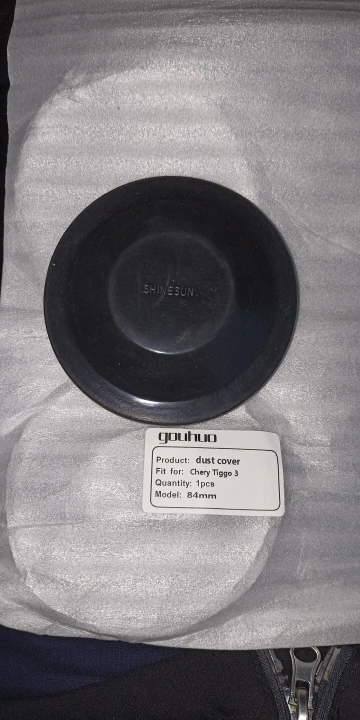 SHINESUN
gouhuo
Product: dust cover
Fit for: Chery Tiggo 3
Quantity: 1pcs
Model: 84mm